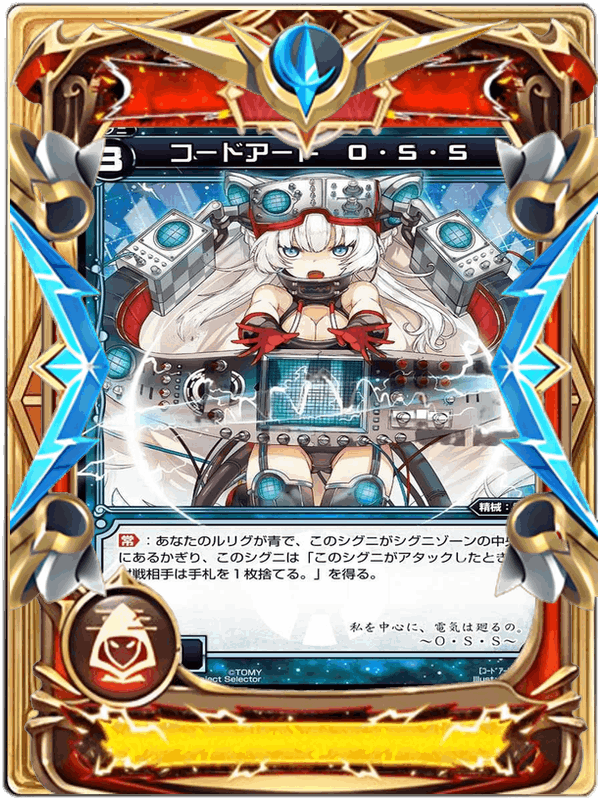 3 コードアート O・S・S
精械：
常：あなたのルリグが青で、このシグニがシグニゾーンの中央
にあるかぎり、このシグニは「このシグニがアタックしたとき
対戦相手は手札を１枚捨てる。」を得る。
私を中心に、電気は廻るの。
～O・S・S～
©TOMY
lect Selector